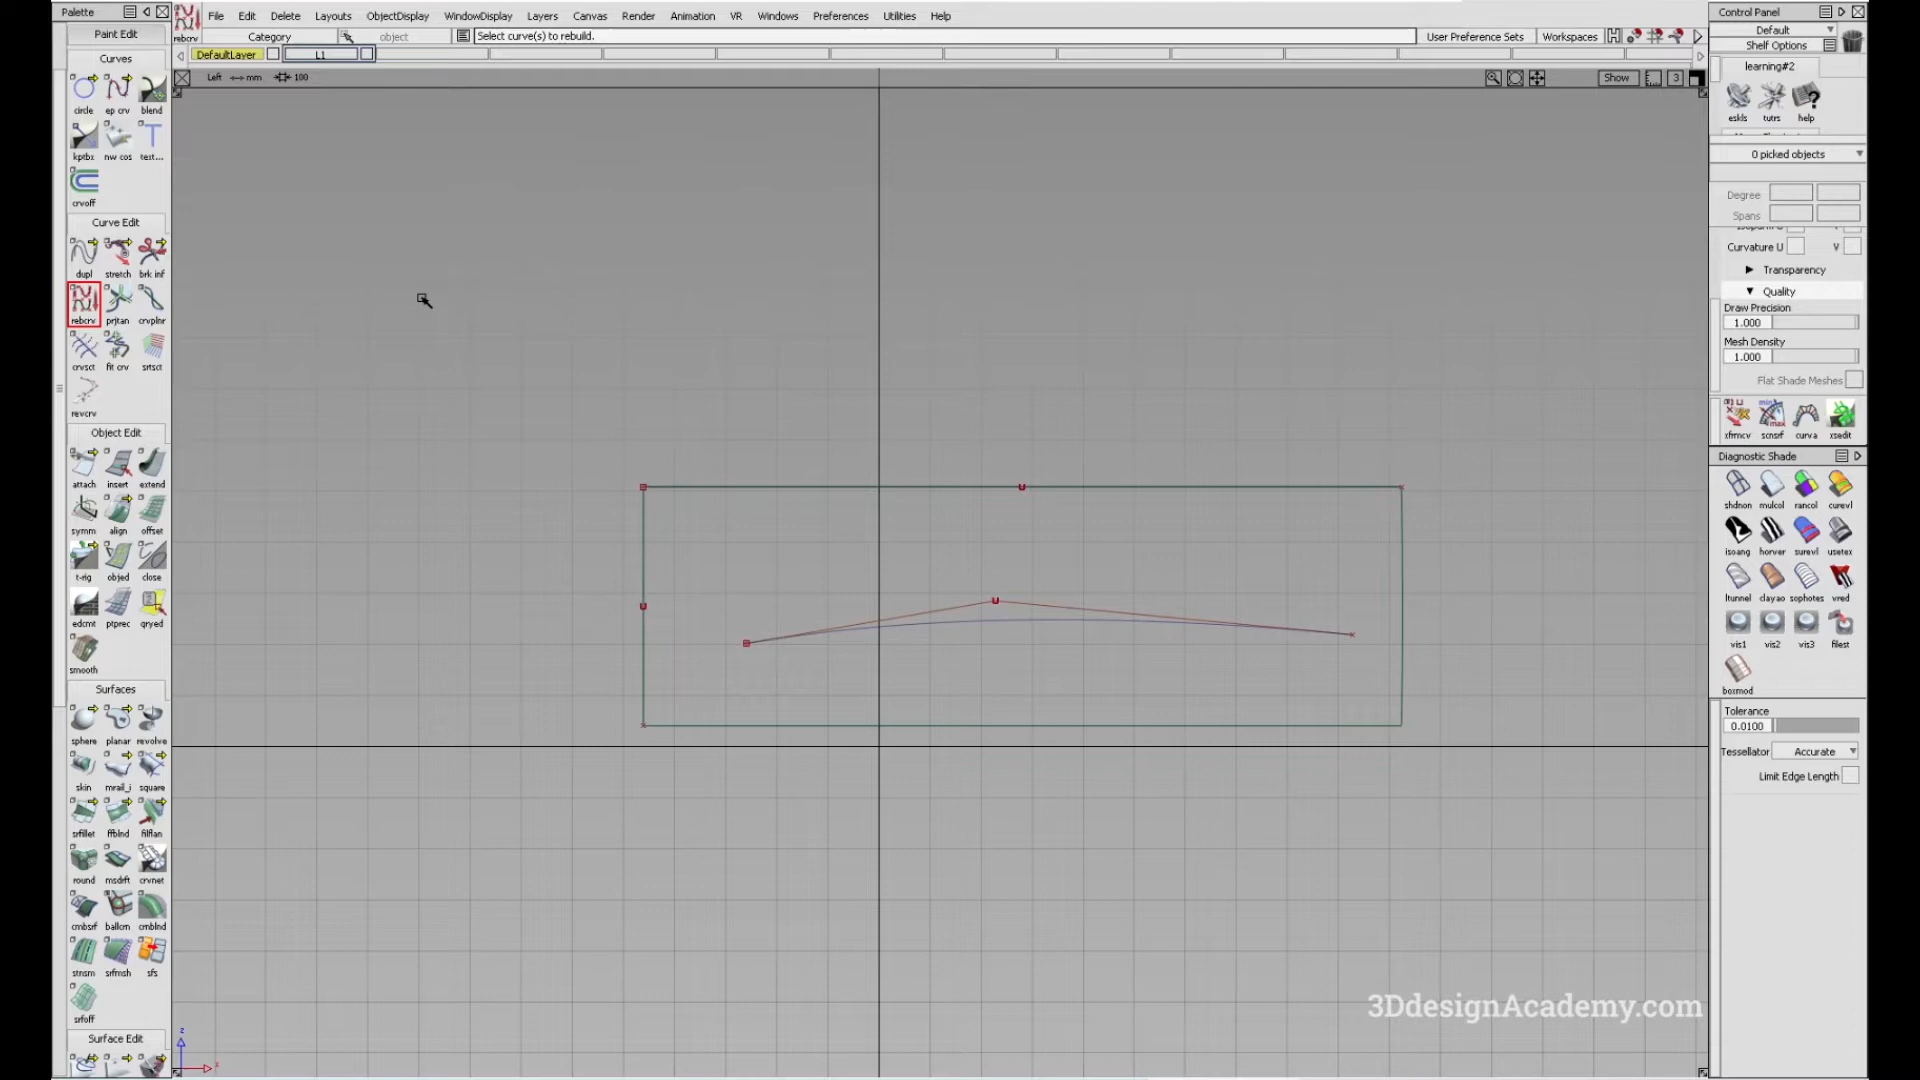 Palette
Paint Edit
Curves
circle ep crv blend
kptbx nw cos text...
crvoff
Curve Edit
dupl stretch brk inf
rebcrv prjtan crvplnr
crvsct fit crv srtsct
revcrv
Object Edit
attach insert extend
symm align offset
t-rig objed close
edcmt ptprec qryed
smooth
Surfaces
sphere planar revolve
skin mrail_i square
srfillet ffblnd filflan
round msdrft crvnet
cmbsrf ballcrn cmblnd
stnsm srfmsh sfs
srfoff
Surface Edit
rebcrv
File Edit Delete Layouts ObjectDisplay WindowDisplay Layers Canvas Render Animation VR Windows Preferences Utilities Help
Category object Select curve(s) to rebuild. User Preference Sets Workspaces
DefaultLayer L1
Left mm 100 Show 3
z
x
3DdesignAcademy.com
Control Panel
Default
Shelf Options
learning#2
eskls tutrs help
0 picked objects
Degree
Spans
Curvature U V
Transparency
Quality
Draw Precision
1.000
Mesh Density
1.000
Flat Shade Meshes
xfrmcv scnsrf curva xsedit
Diagnostic Shade
shdnon mulcol rancol curevl
isoang horver surevl usetex
ltunnel clayao sophotes vred
vis1 vis2 vis3 filest
boxmod
Tolerance
0.0100
Tessellator Accurate
Limit Edge Length